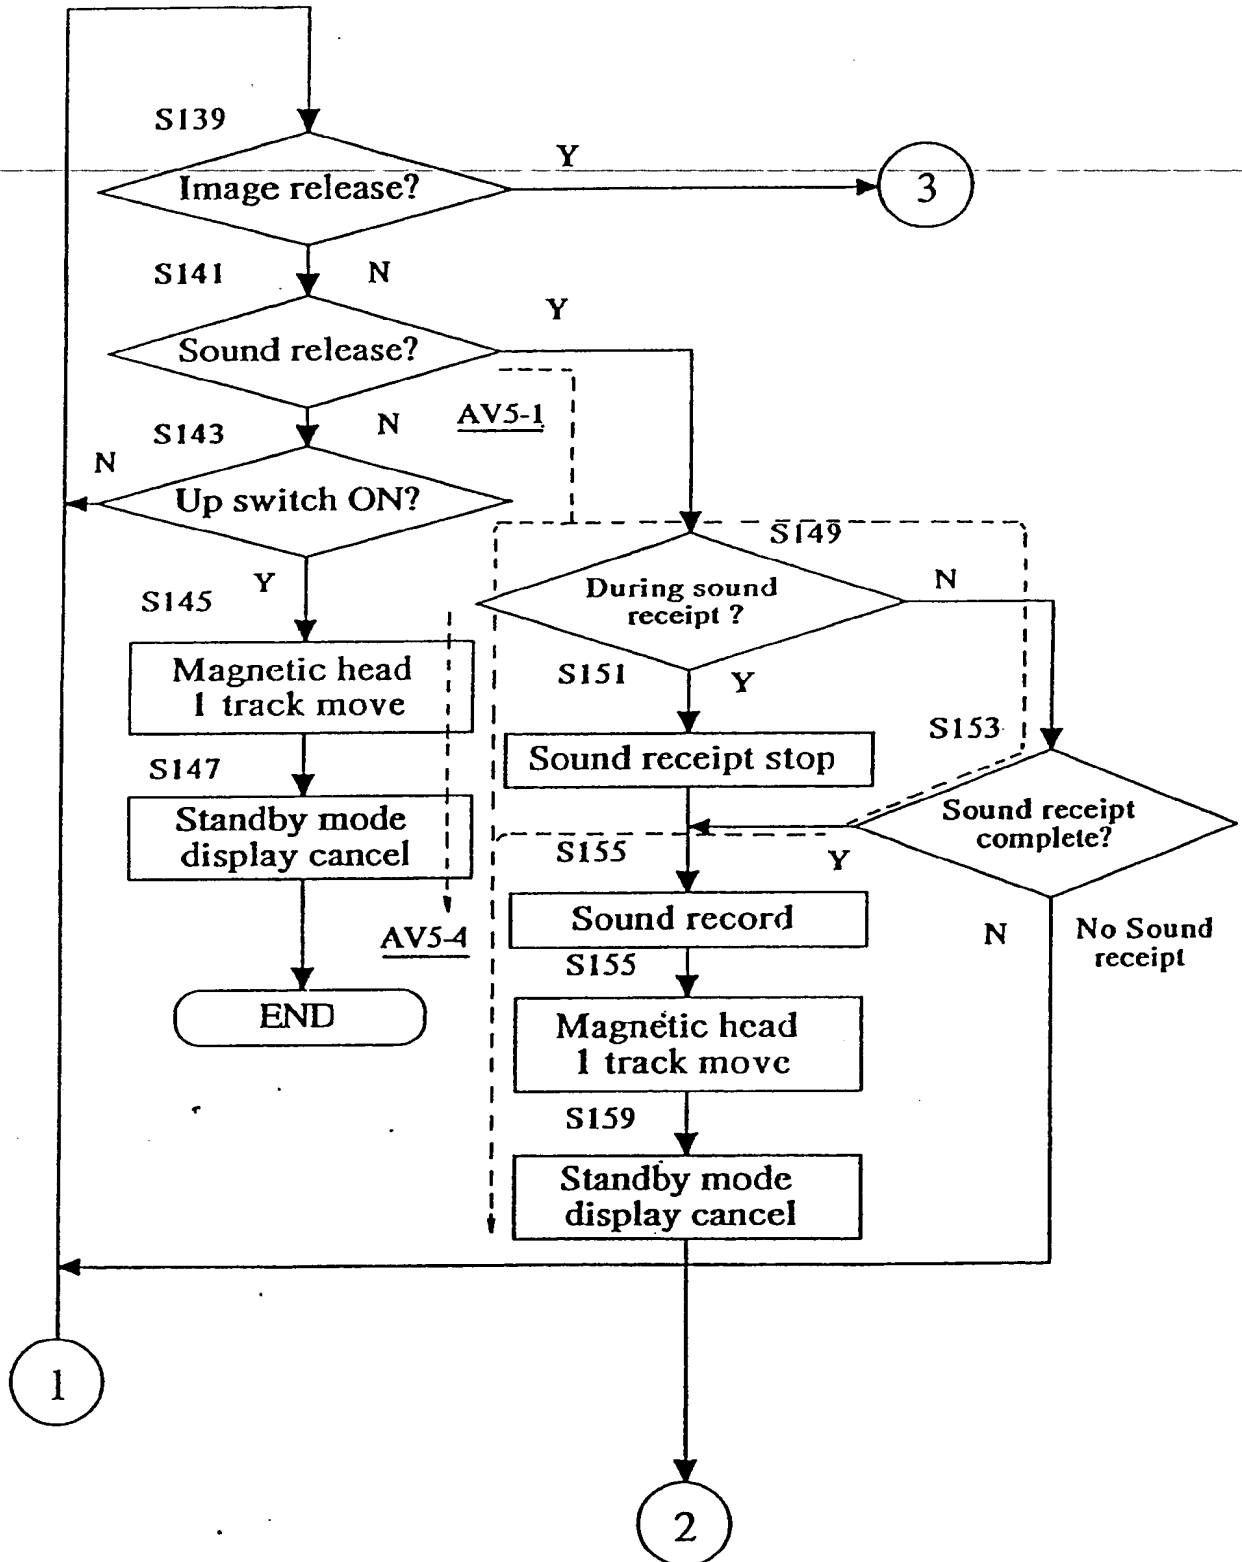 S139
Y
Image release?
3
S141
N
Y
Sound release?
AV5-1
N
S143
N
Up switch ON?
S149
Y
During sound
receipt ?
N
S145
Magnetic head
1 track move
S151
Y
S153
S147
Sound receipt stop
Standby mode
display cancel
Sound receipt
complete?
S155
Y
Sound record
AV5-4
N
No Sound
receipt
S155
END
Magnetic head
1 track move
S159
Standby mode
display cancel
1
2